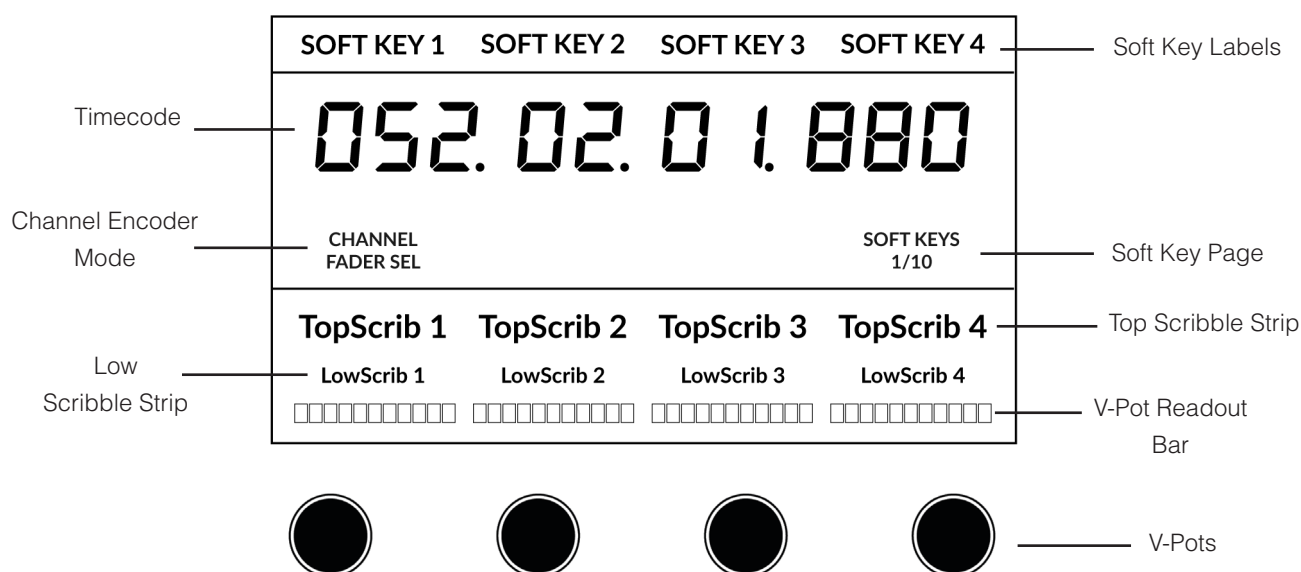 SOFT KEY 1 SOFT KEY 2 SOFT KEY 3 SOFT KEY 4
Soft Key Labels
Timecode
052.02.01.880
Channel Encoder
Mode
CHANNEL
FADER SEL
SOFT KEYS
1/10
Soft Key Page
TopScrib 1 TopScrib 2 TopScrib 3 TopScrib 4
Top Scribble Strip
Low
Scribble Strip
LowScrib 1 LowScrib 2 LowScrib 3 LowScrib 4
V-Pot Readout
Bar
V-Pots